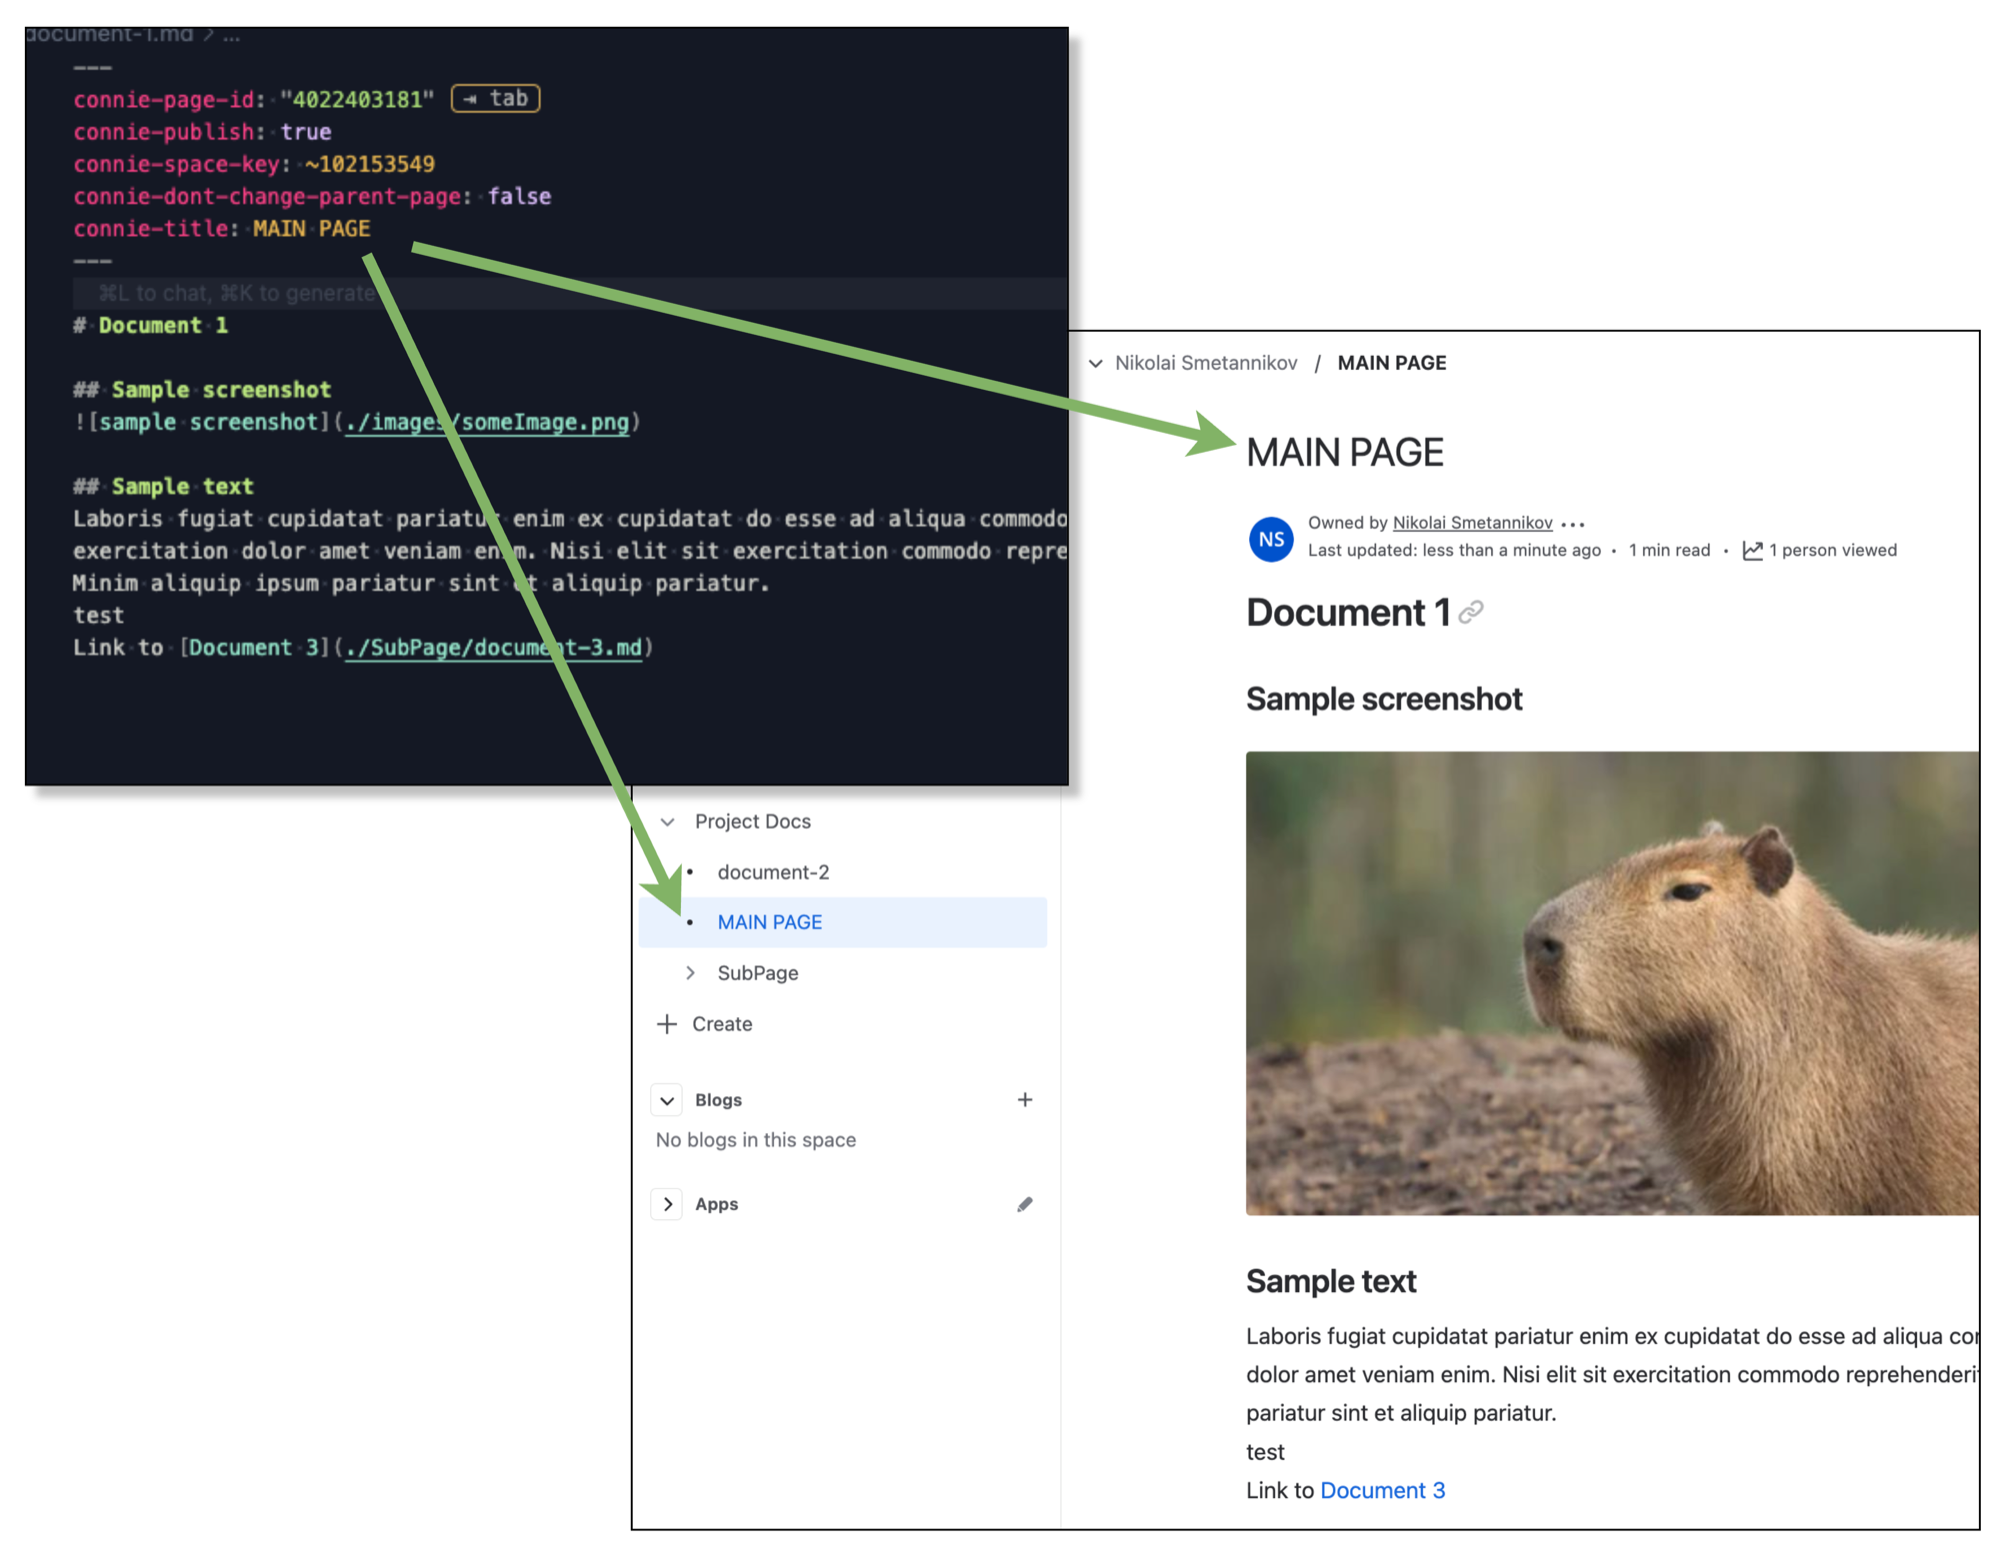 document-1.md > ...
---
connie-page-id: "4022403181" ⇥ tab
connie-publish: true
connie-space-key: ~102153549
connie-dont-change-parent-page: false
connie-title: MAIN PAGE
---
⌘L to chat, ⌘K to generate
# Document 1
## Sample screenshot
![sample screenshot](./images/someImage.png)
## Sample text
Laboris fugiat cupidatat pariatur enim ex cupidatat do esse ad aliqua commodo
exercitation dolor amet veniam enim. Nisi elit sit exercitation commodo repre
Minim aliquip ipsum pariatur sint et aliquip pariatur.
test
Link to [Document 3](./SubPage/document-3.md)
Project Docs
document-2
MAIN PAGE
SubPage
+ Create
Blogs +
No blogs in this space
Apps
Nikolai Smetannikov / MAIN PAGE
MAIN PAGE
NS
Owned by Nikolai Smetannikov ...
Last updated: less than a minute ago • 1 min read • 1 person viewed
Document 1
Sample screenshot
Sample text
Laboris fugiat cupidatat pariatur enim ex cupidatat do esse ad aliqua co
dolor amet veniam enim. Nisi elit sit exercitation commodo reprehenderi
pariatur sint et aliquip pariatur.
test
Link to Document 3